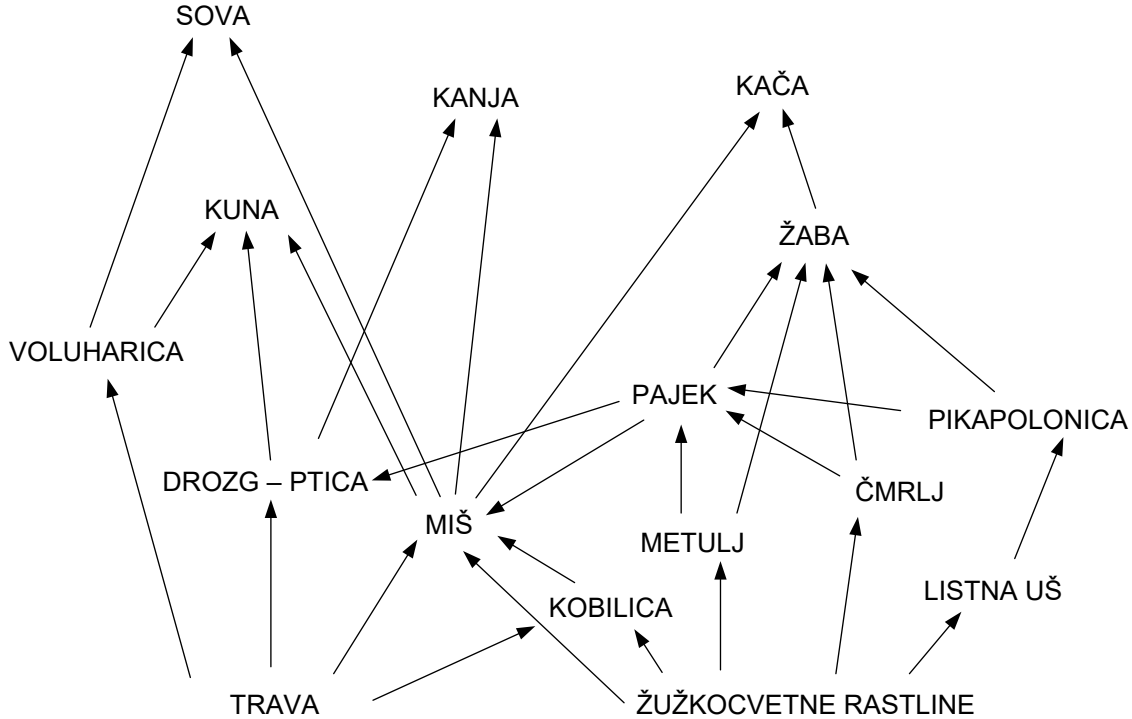 SOVA
KANJA
KAČA
KUNA
ŽABA
VOLUHARICA
PAJEK
PIKAPOLONICA
DROZG – PTICA
ČMRLJ
MIŠ
METULJ
LISTNA UŠ
KOBILICA
TRAVA
ŽUŽKOCVETNE RASTLINE